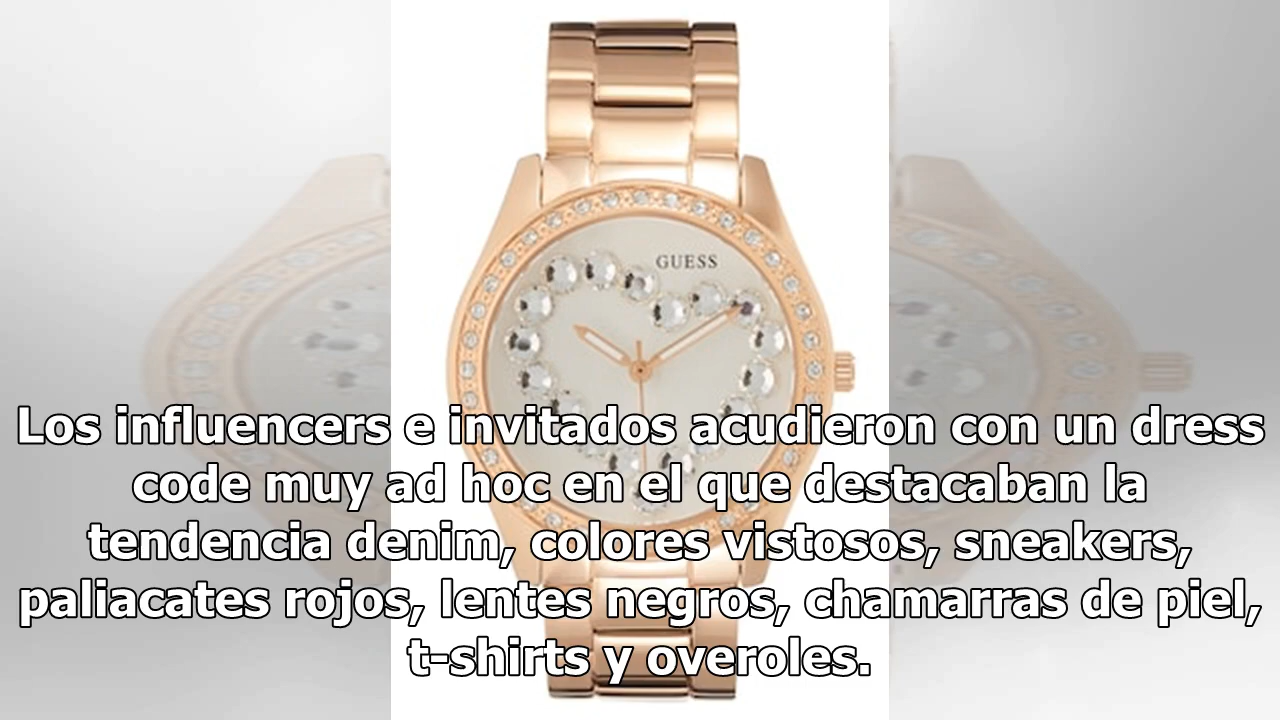 GUESS
Los influencers e invitados acudieron con un dress
code muy ad hoc en el que destacaban la
tendencia denim, colores vistosos, sneakers,
paliacates rojos, lentes negros, chamarras de piel,
t-shirts y overoles.